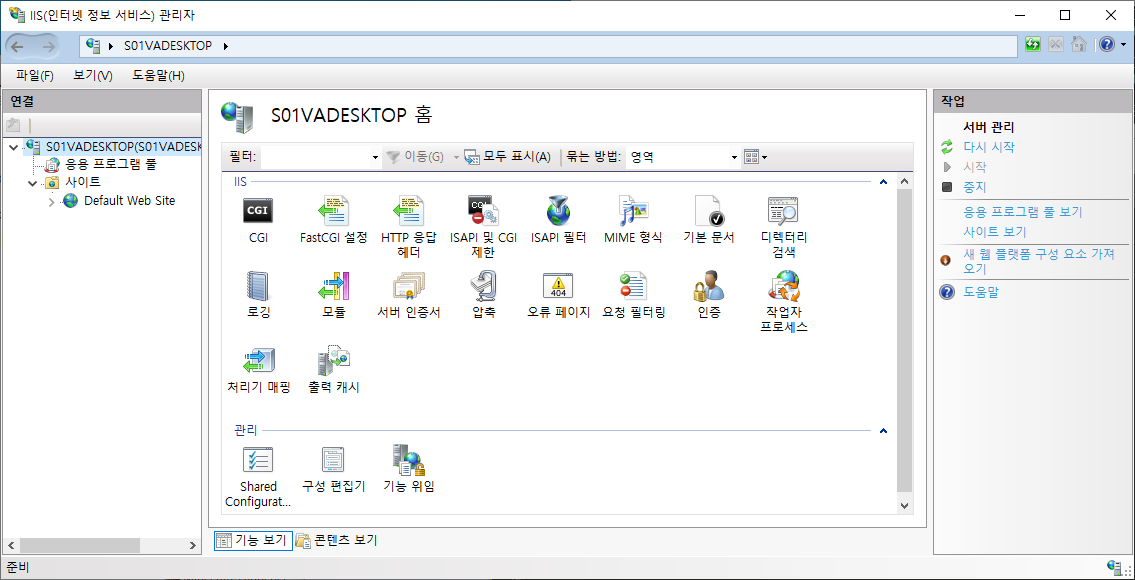 IIS(인터넷 정보 서비스) 관리자
S01VADESKTOP
파일(F) 보기(V) 도움말(H)
연결
S01VADESKTOP(S01VADESK
응용 프로그램 풀
사이트
Default Web Site
S01VADESKTOP 홈
필터: 이동(G) 모두 표시(A) 묶는 방법: 영역
IIS
CGI
CGI
FastCGI 설정
HTTP 응답
헤더
CGI
ISAPI 및 CGI
제한
ISAPI 필터
MIME 형식
기본 문서
디렉터리
검색
로깅
모듈
서버 인증서
압축
404
오류 페이지
요청 필터링
인증
작업자
프로세스
처리기 매핑
출력 캐시
관리
Shared
Configurat...
구성 편집기
기능 위임
기능 보기
콘텐츠 보기
작업
서버 관리
다시 시작
시작
중지
응용 프로그램 풀 보기
사이트 보기
새 웹 플랫폼 구성 요소 가져
오기
도움말
준비